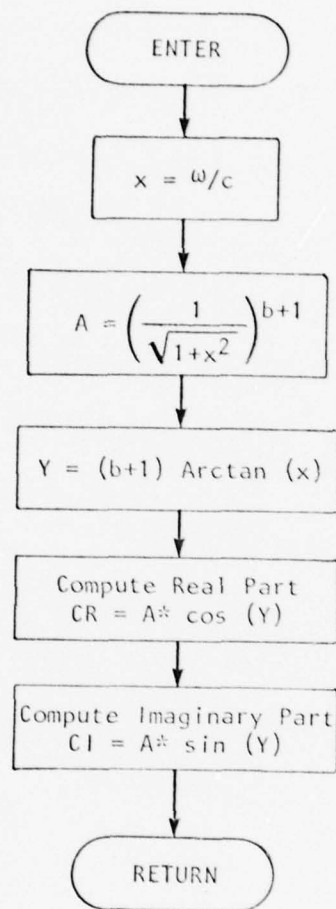 ENTER
x = ω/c
A = (1/√(1+x²))^(b+1)
Y = (b+1) Arctan (x)
Compute Real Part
CR = A* cos (Y)
Compute Imaginary Part
CI = A* sin (Y)
RETURN